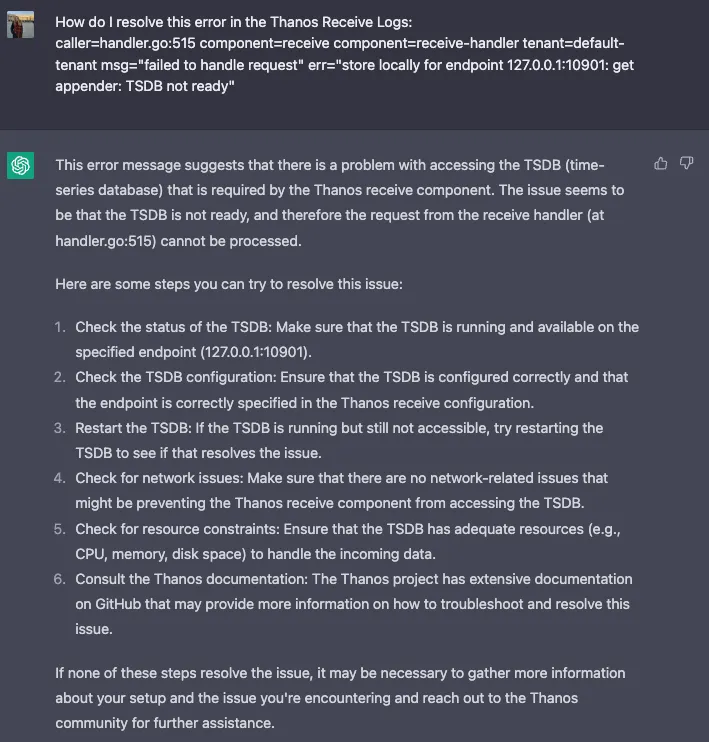 How do I resolve this error in the Thanos Receive Logs:
caller=handler.go:515 component=receive component=receive-handler tenant=default-
tenant msg="failed to handle request" err="store locally for endpoint 127.0.0.1:10901: get
appender: TSDB not ready"
This error message suggests that there is a problem with accessing the TSDB (time-
series database) that is required by the Thanos receive component. The issue seems to
be that the TSDB is not ready, and therefore the request from the receive handler (at
handler.go:515) cannot be processed.
Here are some steps you can try to resolve this issue:
1. Check the status of the TSDB: Make sure that the TSDB is running and available on the
specified endpoint (127.0.0.1:10901).
2. Check the TSDB configuration: Ensure that the TSDB is configured correctly and that
the endpoint is correctly specified in the Thanos receive configuration.
3. Restart the TSDB: If the TSDB is running but still not accessible, try restarting the
TSDB to see if that resolves the issue.
4. Check for network issues: Make sure that there are no network-related issues that
might be preventing the Thanos receive component from accessing the TSDB.
5. Check for resource constraints: Ensure that the TSDB has adequate resources (e.g.,
CPU, memory, disk space) to handle the incoming data.
6. Consult the Thanos documentation: The Thanos project has extensive documentation
on GitHub that may provide more information on how to troubleshoot and resolve this
issue.
If none of these steps resolve the issue, it may be necessary to gather more information
about your setup and the issue you're encountering and reach out to the Thanos
community for further assistance.